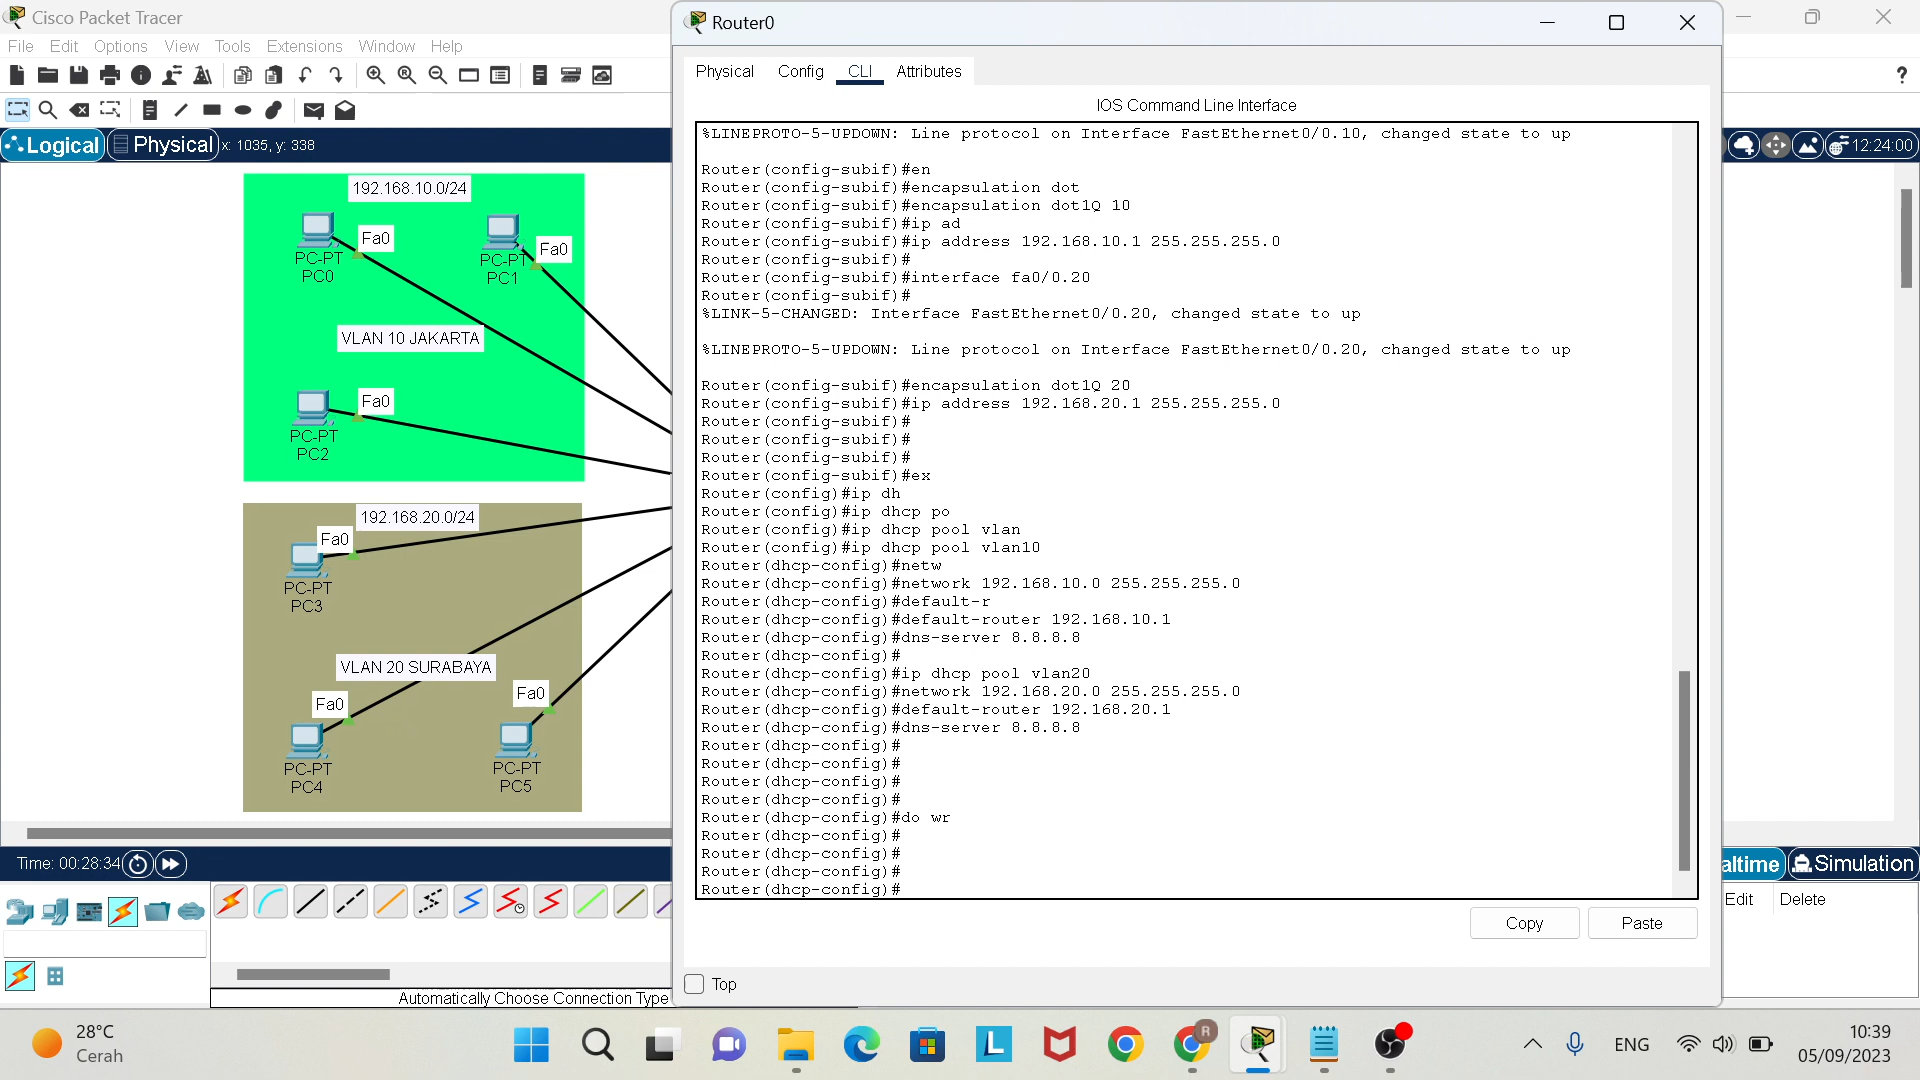 Cisco Packet Tracer
File Edit Options View Tools Extensions Window Help
Logical Physical x: 1035, y: 338
192.168.10.0/24
Fa0
Fa0
PC-PT
PC0
PC-PT
PC1
VLAN 10 JAKARTA
Fa0
PC-PT
PC2
192.168.20.0/24
Fa0
PC-PT
PC3
VLAN 20 SURABAYA
Fa0
Fa0
PC-PT
PC4
PC-PT
PC5
Time: 00:28:34
Automatically Choose Connection Type
Router0
Physical Config CLI Attributes
IOS Command Line Interface
%LINEPROTO-5-UPDOWN: Line protocol on Interface FastEthernet0/0.10, changed state to up
Router(config-subif)#en
Router(config-subif)#encapsulation dot
Router(config-subif)#encapsulation dot1Q 10
Router(config-subif)#ip ad
Router(config-subif)#ip address 192.168.10.1 255.255.255.0
Router(config-subif)#
Router(config-subif)#interface fa0/0.20
Router(config-subif)#
%LINK-5-CHANGED: Interface FastEthernet0/0.20, changed state to up
%LINEPROTO-5-UPDOWN: Line protocol on Interface FastEthernet0/0.20, changed state to up
Router(config-subif)#encapsulation dot1Q 20
Router(config-subif)#ip address 192.168.20.1 255.255.255.0
Router(config-subif)#
Router(config-subif)#
Router(config-subif)#
Router(config-subif)#ex
Router(config)#ip dh
Router(config)#ip dhcp po
Router(config)#ip dhcp pool vlan
Router(config)#ip dhcp pool vlan10
Router(dhcp-config)#netw
Router(dhcp-config)#network 192.168.10.0 255.255.255.0
Router(dhcp-config)#default-r
Router(dhcp-config)#default-router 192.168.10.1
Router(dhcp-config)#dns-server 8.8.8.8
Router(dhcp-config)#
Router(dhcp-config)#ip dhcp pool vlan20
Router(dhcp-config)#network 192.168.20.0 255.255.255.0
Router(dhcp-config)#default-router 192.168.20.1
Router(dhcp-config)#dns-server 8.8.8.8
Router(dhcp-config)#
Router(dhcp-config)#
Router(dhcp-config)#
Router(dhcp-config)#
Router(dhcp-config)#do wr
Router(dhcp-config)#
Router(dhcp-config)#
Router(dhcp-config)#
Router(dhcp-config)#
Copy Paste
Top
?
12:24:00
altime Simulation
Edit Delete
28°C
Cerah
L
R
ENG
10:39
05/09/2023